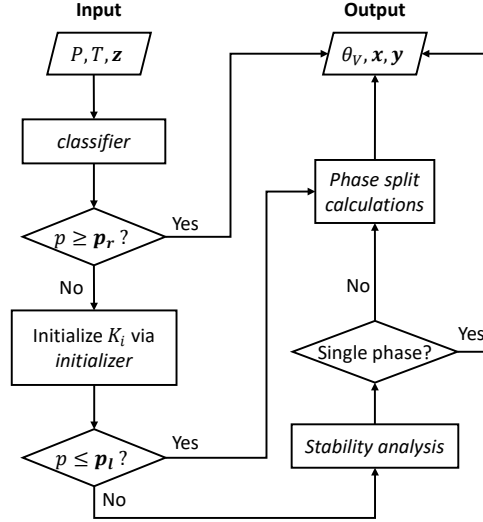 Input
P, T, z
classifier
p ≥ p_r ?
Yes
No
Initialize K_i via
initializer
p ≤ p_l ?
Yes
No
Output
θ_V, x, y
Phase split
calculations
No
Single phase?
Yes
Stability analysis